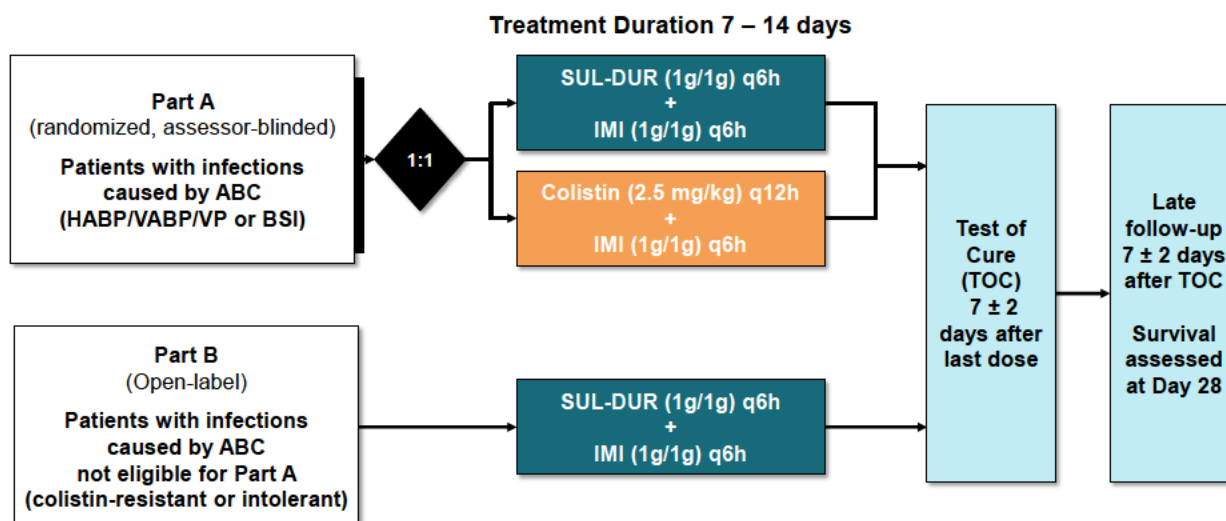 Treatment Duration 7 – 14 days
Part A
(randomized, assessor-blinded)
Patients with infections
caused by ABC
(HABP/VABP/VP or BSI)
1:1
SUL-DUR (1g/1g) q6h
+
IMI (1g/1g) q6h
Colistin (2.5 mg/kg) q12h
+
IMI (1g/1g) q6h
Part B
(Open-label)
Patients with infections
caused by ABC
not eligible for Part A
(colistin-resistant or intolerant)
SUL-DUR (1g/1g) q6h
+
IMI (1g/1g) q6h
Test of
Cure
(TOC)
7 ± 2
days after
last dose
Late
follow-up
7 ± 2 days
after TOC
Survival
assessed
at Day 28